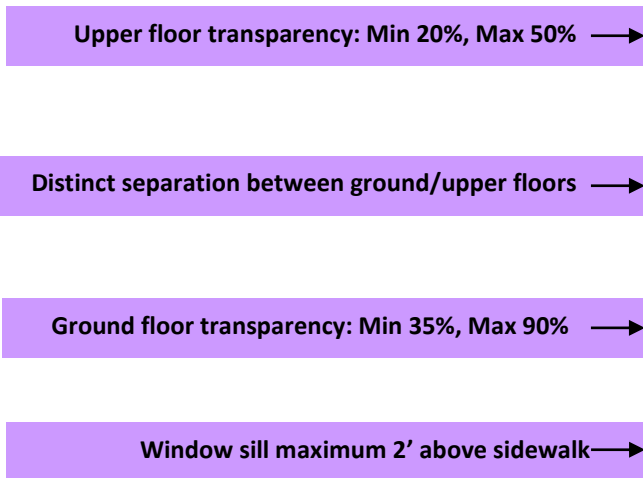 Upper floor transparency: Min 20%, Max 50%
Distinct separation between ground/upper floors
Ground floor transparency: Min 35%, Max 90%
Window sill maximum 2’ above sidewalk